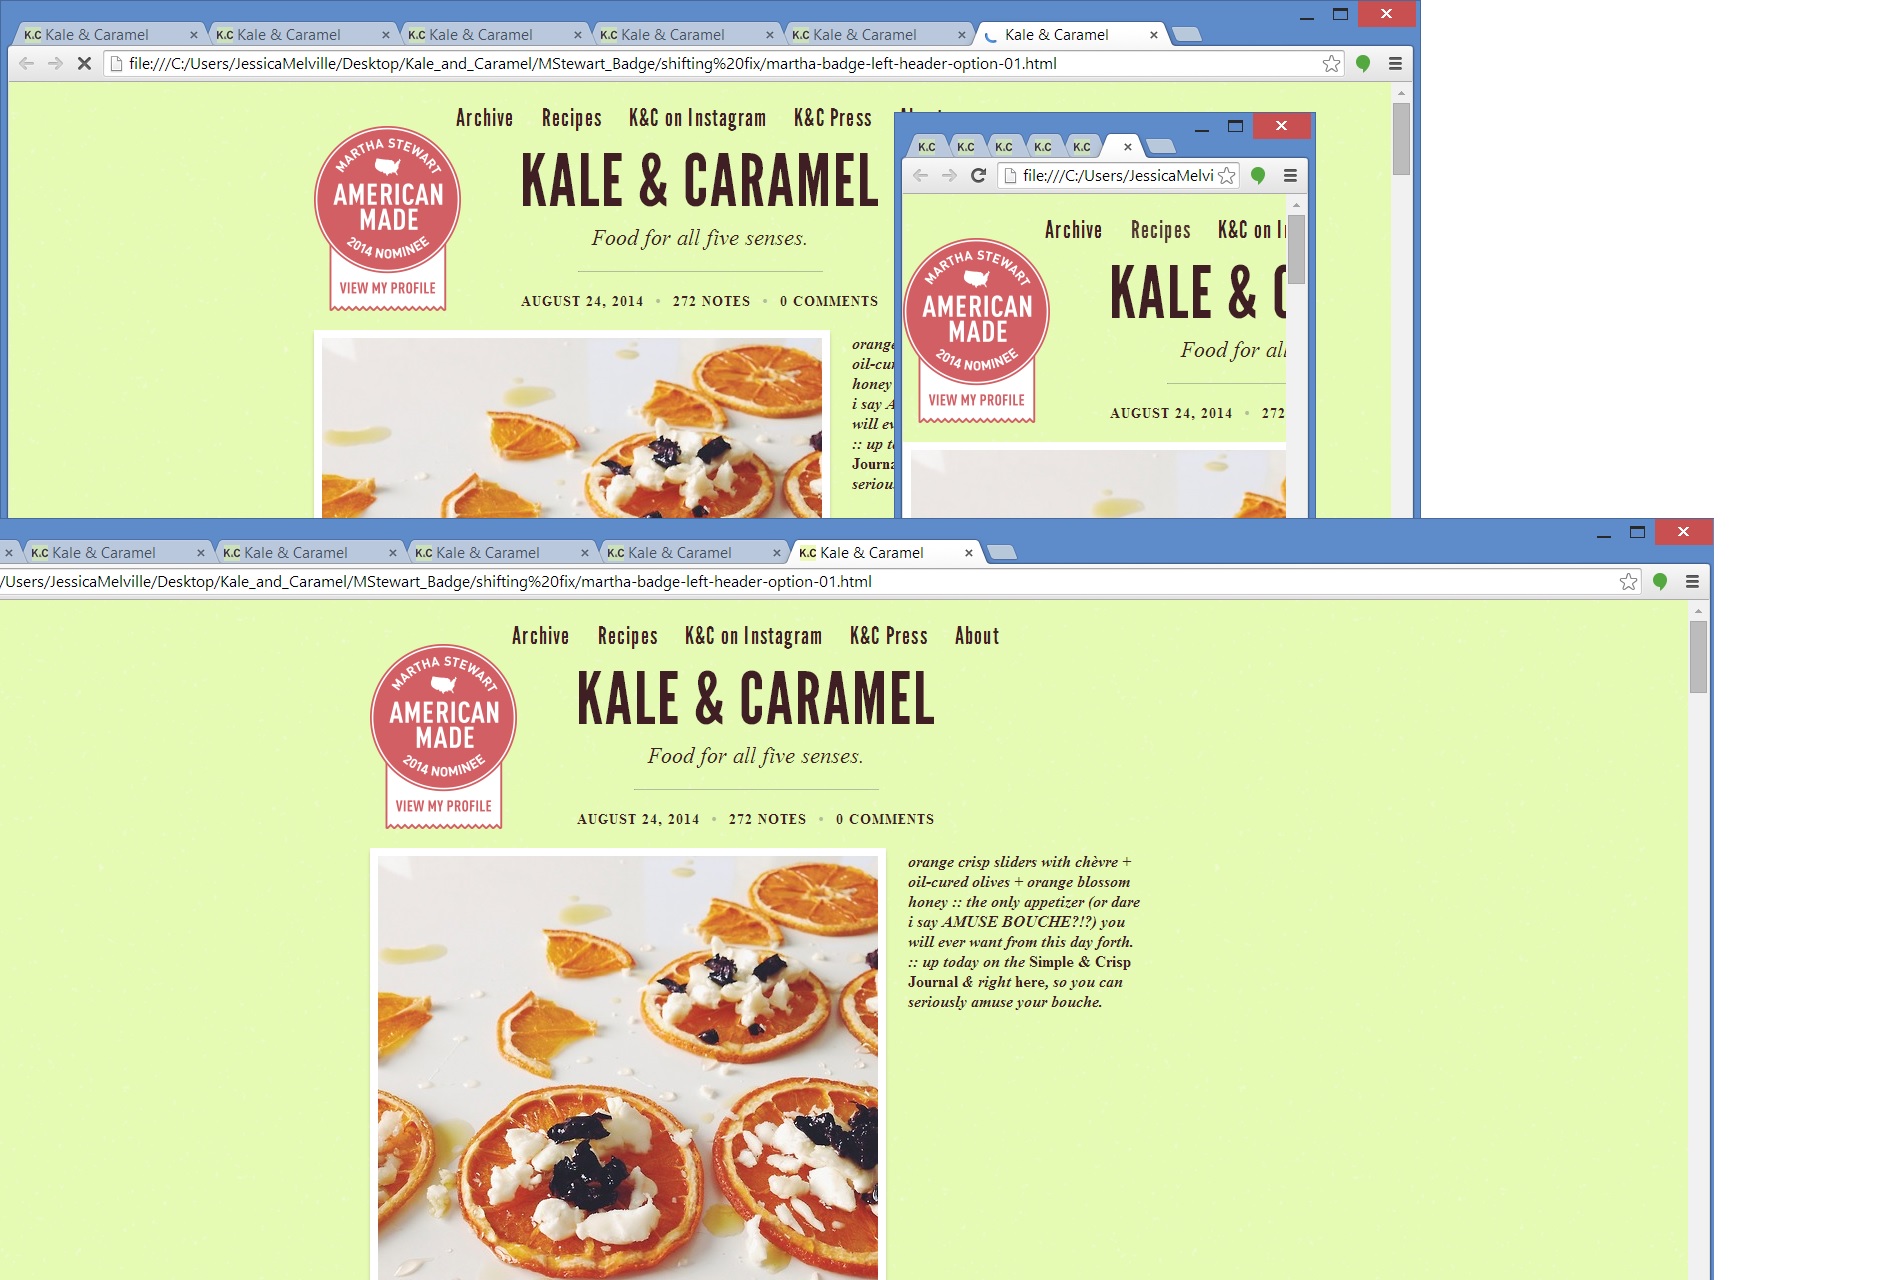 K.C Kale & Caramel
K.C Kale & Caramel
K.C Kale & Caramel
K.C Kale & Caramel
K.C Kale & Caramel
Kale & Caramel
file:///C:/Users/JessicaMelville/Desktop/Kale_and_Caramel/MStewart_Badge/shifting%20fix/martha-badge-left-header-option-01.html
Archive Recipes K&C on Instagram K&C Press
MARTHA STEWART
AMERICAN
MADE
2014 NOMINEE
VIEW MY PROFILE
KALE & CARAMEL
Food for all five senses.
AUGUST 24, 2014 • 272 NOTES • 0 COMMENTS
orange
oil-cur
honey
i say A
will ev
:: up t
Journa
seriou
K.C K.C K.C K.C K.C
file:///C:/Users/JessicaMelvi
Archive Recipes K&C on I
MARTHA STEWART
AMERICAN
MADE
2014 NOMINEE
VIEW MY PROFILE
KALE & C
Food for all
AUGUST 24, 2014 • 272
K.C Kale & Caramel
K.C Kale & Caramel
K.C Kale & Caramel
K.C Kale & Caramel
K.C Kale & Caramel
/Users/JessicaMelville/Desktop/Kale_and_Caramel/MStewart_Badge/shifting%20fix/martha-badge-left-header-option-01.html
Archive Recipes K&C on Instagram K&C Press About
MARTHA STEWART
AMERICAN
MADE
2014 NOMINEE
VIEW MY PROFILE
KALE & CARAMEL
Food for all five senses.
AUGUST 24, 2014 • 272 NOTES • 0 COMMENTS
orange crisp sliders with chèvre +
oil-cured olives + orange blossom
honey :: the only appetizer (or dare
i say AMUSE BOUCHE?!?) you
will ever want from this day forth.
:: up today on the Simple & Crisp
Journal & right here, so you can
seriously amuse your bouche.